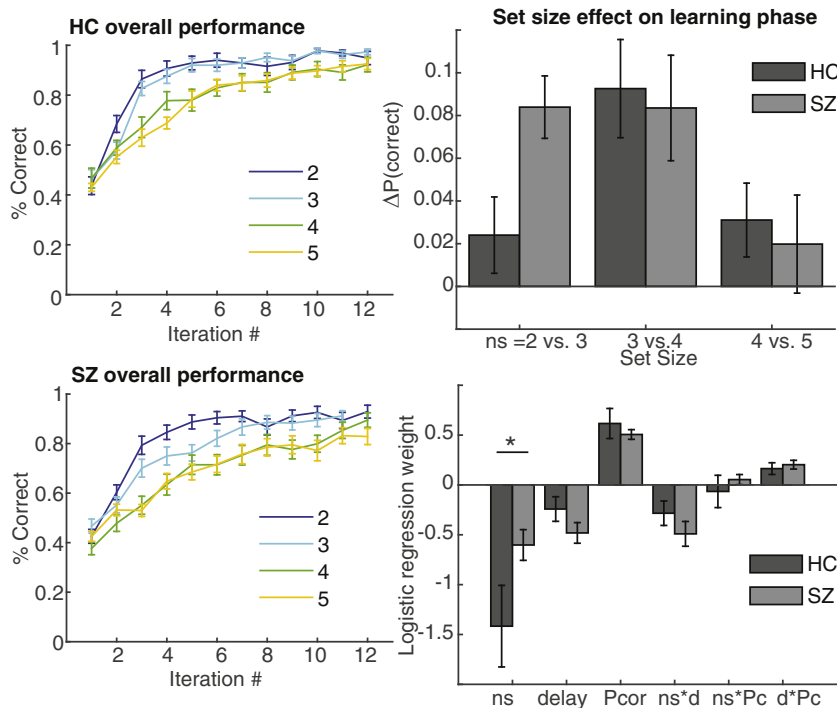 HC overall performance
1
0.8
0.6
0.4
0.2
0
% Correct
2
3
4
5
2 4 6 8 10 12
Iteration #
Set size effect on learning phase
0.1
0.08
0.06
0.04
0.02
0
ΔP(correct)
HC
SZ
ns =2 vs. 3 3 vs.4 4 vs. 5
Set Size
SZ overall performance
1
0.8
0.6
0.4
0.2
0
% Correct
2
3
4
5
2 4 6 8 10 12
Iteration #
0.5
0
-0.5
-1
-1.5
Logistic regression weight
*
HC
SZ
ns delay Pcor ns*d ns*Pc d*Pc